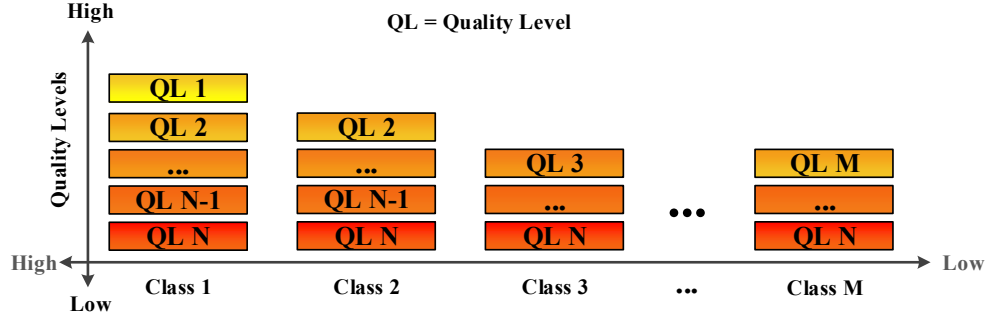 High
QL = Quality Level
Quality Levels
QL 1
QL 2 QL 2
... ... QL 3 QL M
QL N-1 QL N-1 ... ... ...
QL N QL N QL N QL N
High Low
Low Class 1 Class 2 Class 3 ... Class M